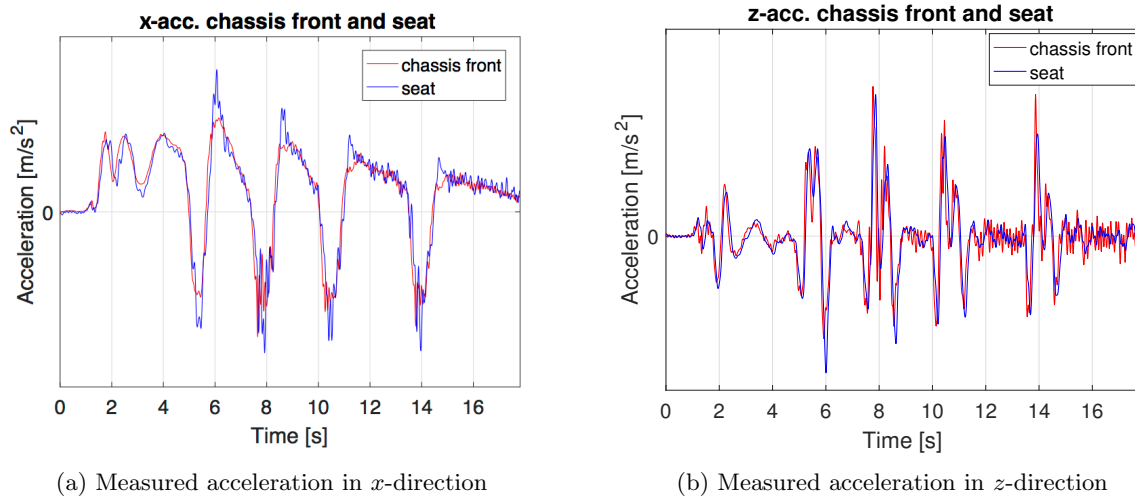 x-acc. chassis front and seat
chassis front
seat
Acceleration [m/s²]
0
0 2 4 6 8 10 12 14 16
Time [s]
(a) Measured acceleration in x-direction
z-acc. chassis front and seat
chassis front
seat
Acceleration [m/s²]
0
0 2 4 6 8 10 12 14 16
Time [s]
(b) Measured acceleration in z-direction